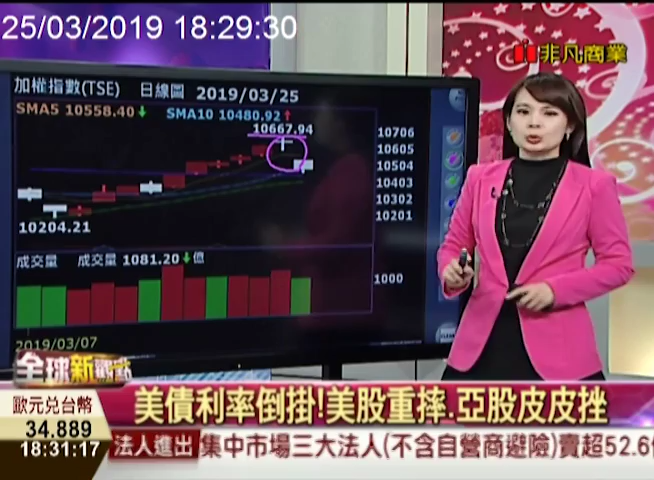 25/03/2019 18:29:30
非凡商業
加權指數(TSE) 日線圖 2019/03/25
SMA5 10558.40↓ SMA10 10480.92↑
10667.94
10706
10605
10504
10403
10302
10201
10204.21
成交量 成交量 1081.20↓值
1000
2019/03/07
全球新觀點
美債利率倒掛!美股重摔.亞股皮皮挫
歐元兌台幣
34.889
18:31:17
法人進出 集中市場三大法人(不含自營商避險)賣超52.6